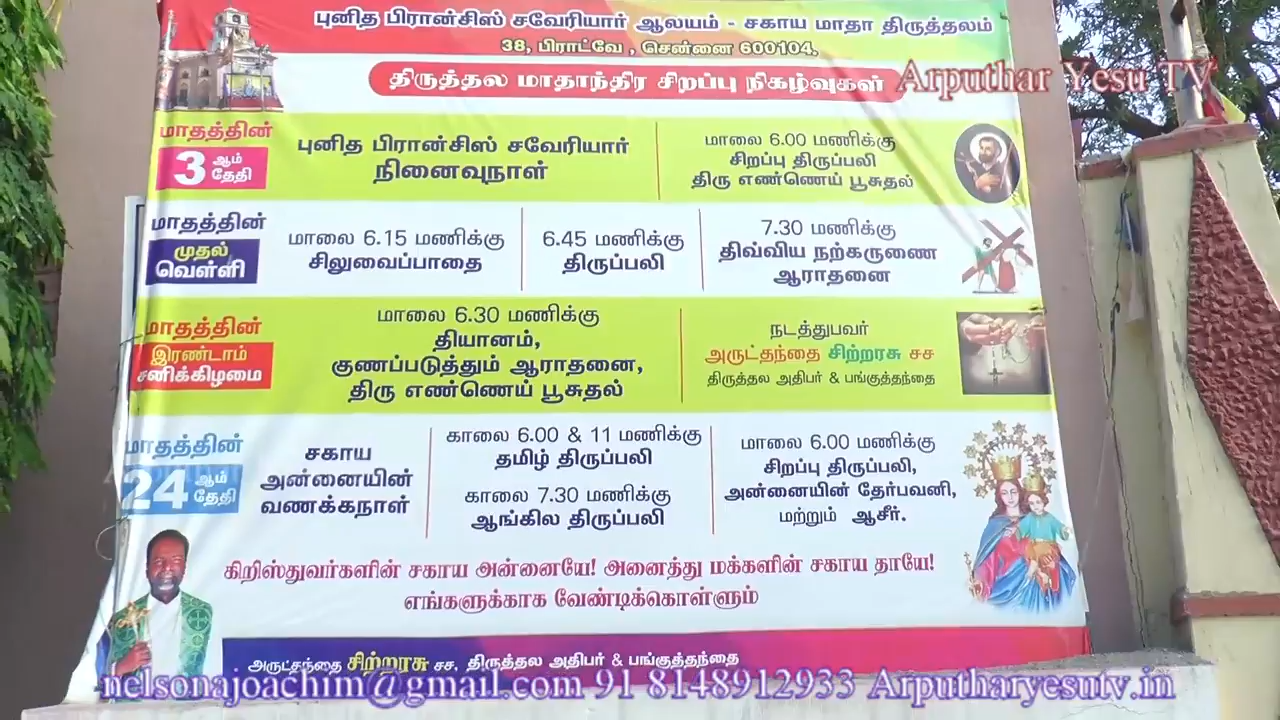 புனித பிரான்சிஸ் சவேரியார் ஆலயம் - சகாய மாதா திருத்தலம்
38, பிராட்வே , சென்னை 600104.
திருத்தல மாதாந்திர சிறப்பு நிகழ்வுகள்
Arputhar Yesu TV
மாதத்தின்
3 ஆம் தேதி
புனித பிரான்சிஸ் சவேரியார்
நினைவுநாள்
மாலை 6.00 மணிக்கு
சிறப்பு திருப்பலி
திரு எண்ணெய் பூசுதல்
மாதத்தின்
முதல்
வெள்ளி
மாலை 6.15 மணிக்கு
சிலுவைப்பாதை
6.45 மணிக்கு
திருப்பலி
7.30 மணிக்கு
திவ்விய நற்கருணை
ஆராதனை
மாதத்தின்
இரண்டாம்
சனிக்கிழமை
மாலை 6.30 மணிக்கு
தியானம்,
குணப்படுத்தும் ஆராதனை,
திரு எண்ணெய் பூசுதல்
நடத்துபவர்
அருட்தந்தை சிற்றரசு சச
திருத்தல அதிபர் & பங்குத்தந்தை
மாதத்தின்
24 ஆம் தேதி
சகாய
அன்னையின்
வணக்கநாள்
காலை 6.00 & 11 மணிக்கு
தமிழ் திருப்பலி
காலை 7.30 மணிக்கு
ஆங்கில திருப்பலி
மாலை 6.00 மணிக்கு
சிறப்பு திருப்பலி,
அன்னையின் தேர்பவனி,
மற்றும் ஆசீர்.
கிறிஸ்துவர்களின் சகாய அன்னையே! அனைத்து மக்களின் சகாய தாயே!
எங்களுக்காக வேண்டிக்கொள்ளும்
அருட்சந்தை சிற்றரசு சச, திருத்தல அதிபர் & பங்குத்தந்தை
nelsonajoachim@gmail.com 91 8148912933 Arputharyesutv.in